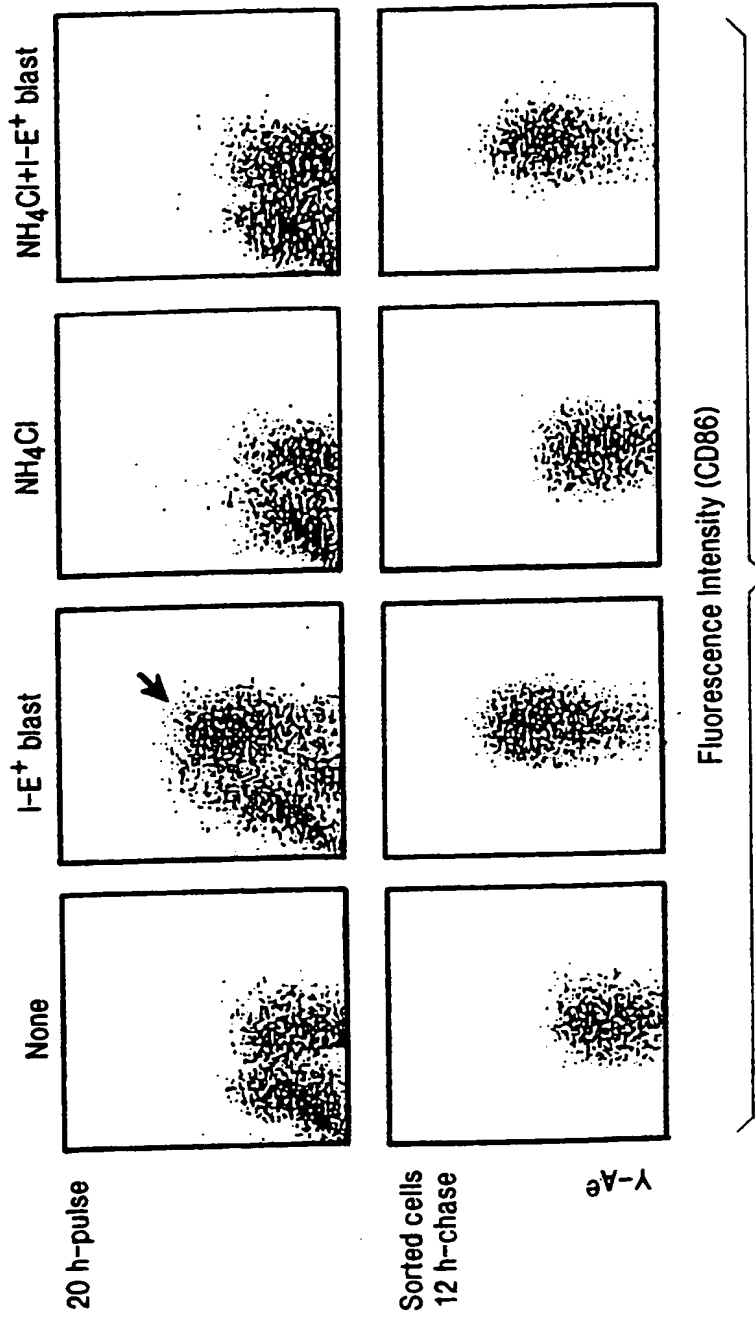 None
I-E⁺ blast
NH₄Cl
NH₄Cl+I-E⁺ blast
20 h-pulse
Sorted cells
12 h-chase
Y-Aᵉ
Fluorescence Intensity (CD86)